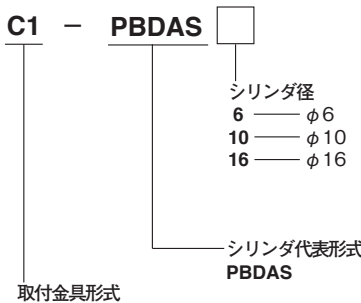 C1 － PBDAS
シリンダ径
6 φ6
10 φ10
16 φ16
シリンダ代表形式
PBDAS
取付金具形式